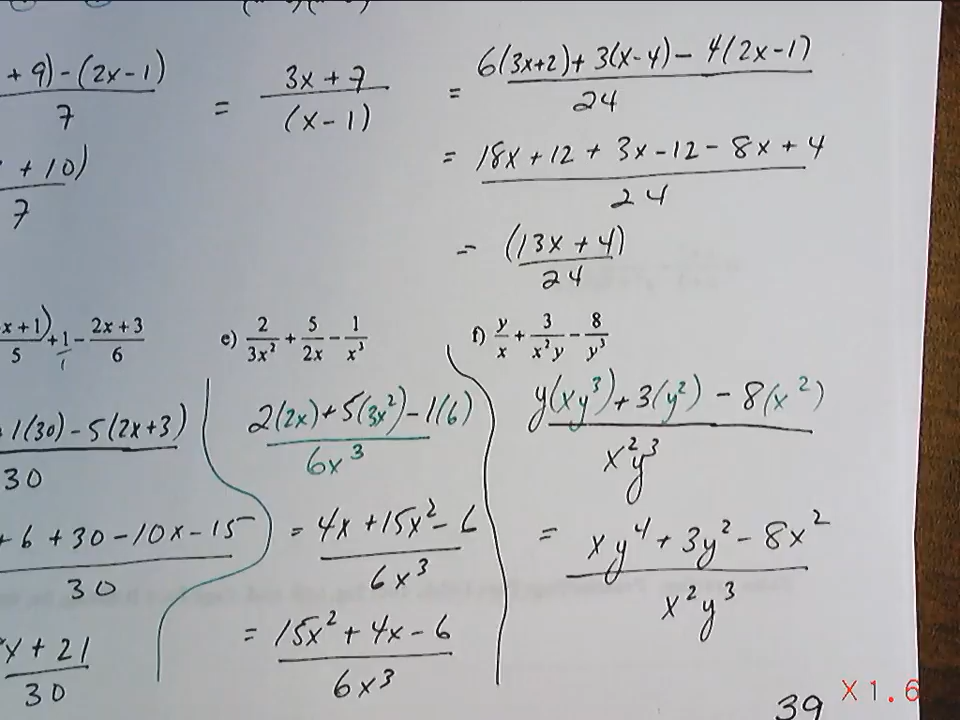 + 9) - (2x - 1)
7
+ 10)
7
= 3x + 7
(x - 1)
= 6(3x+2) + 3(x-4) - 4(2x-1)
24
= 18x + 12 + 3x - 12 - 8x + 4
24
= (13x + 4)
24
x + 1) + 1 - 2x + 3
5 1 6
1(30) - 5(2x+3)
30
+ 6 + 30 - 10x - 15
30
x + 21
30
e) 2/3x² + 5/2x - 1/x³
2(2x) + 5(3x²) - 1(6)
6x³
= 4x + 15x² - 6
6x³
= 15x² + 4x - 6
6x³
f) y/x + 3/x²y - 8/y³
y(xy³) + 3(y²) - 8(x²)
x²y³
= xy⁴ + 3y² - 8x²
x²y³
39
X1.6